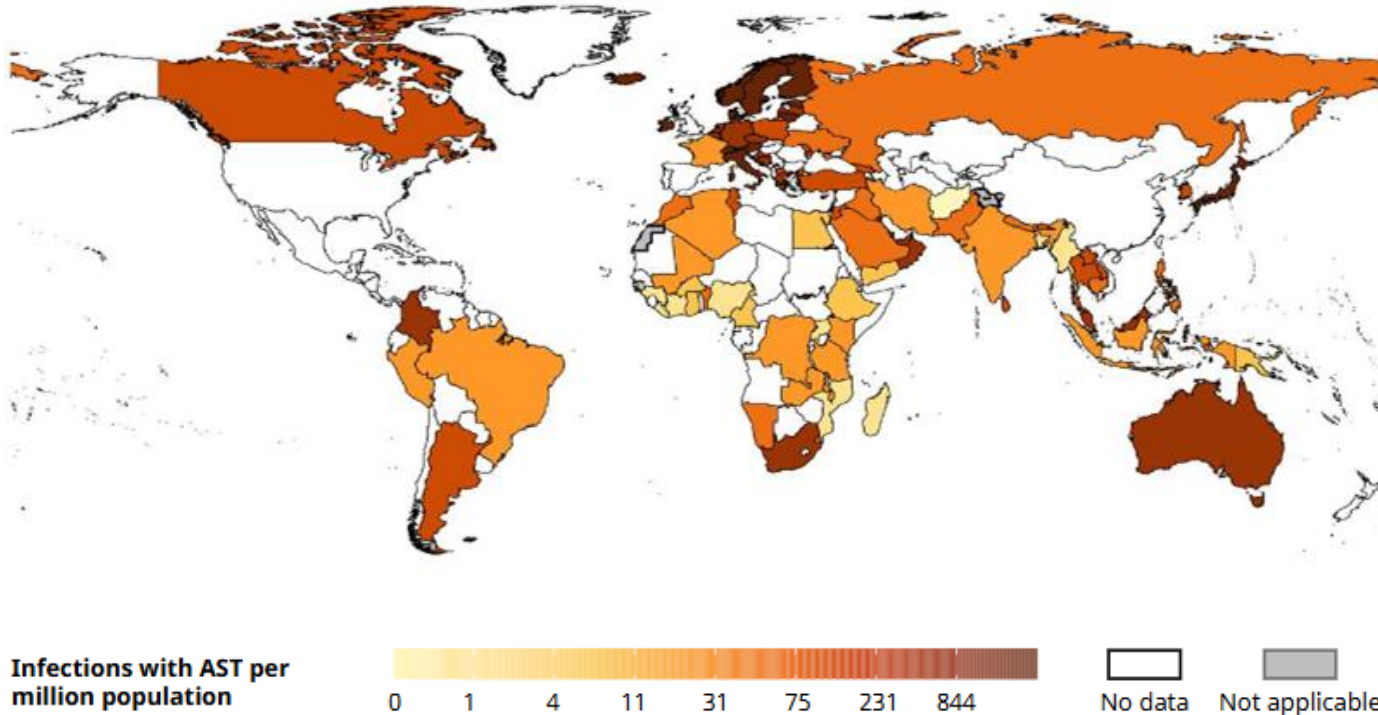 Infections with AST per
million population
0 1 4 11 31 75 231 844
No data
Not applicable